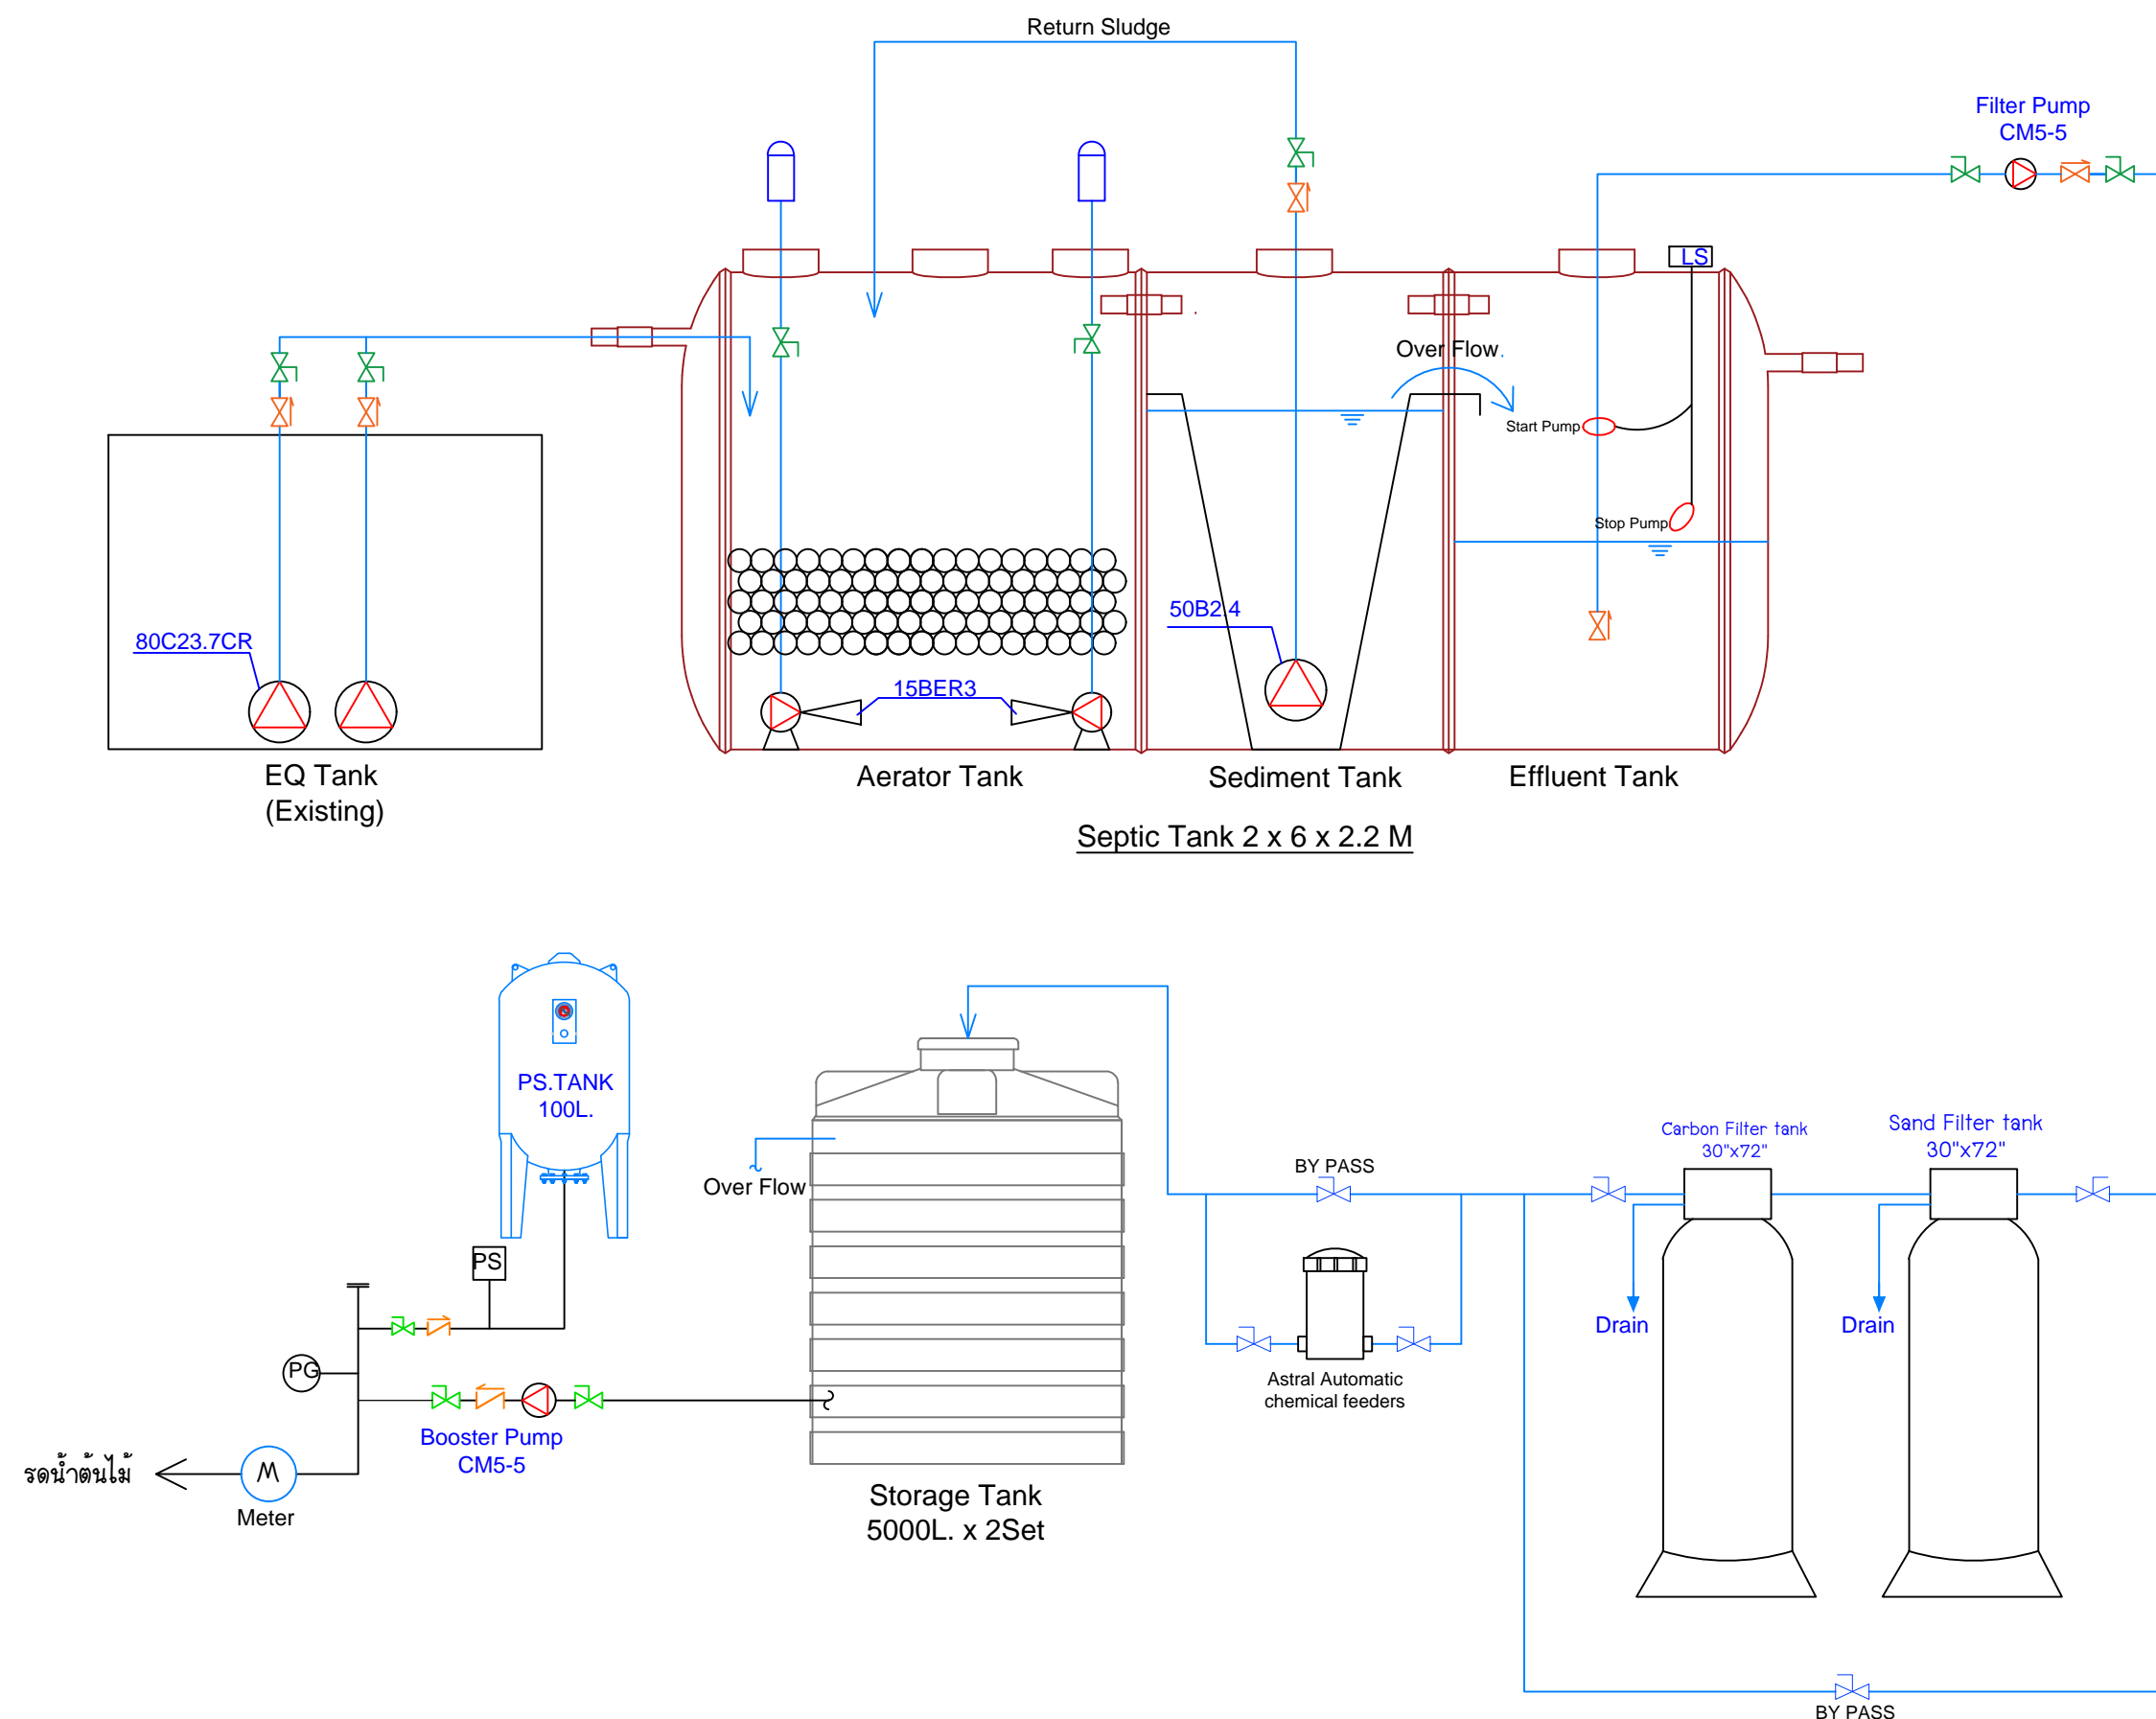 Return Sludge
Filter Pump
CM5-5
LS
Over Flow
Start Pump
Stop Pump
80C23.7CR
50B2.4
15BER3
EQ Tank
(Existing)
Aerator Tank
Sediment Tank
Effluent Tank
Septic Tank 2 x 6 x 2.2 M
PS.TANK
100L.
Carbon Filter tank
30"x72"
Sand Filter tank
30"x72"
BY PASS
Over Flow
PS
Drain
Drain
PG
Astral Automatic
chemical feeders
Booster Pump
CM5-5
รดน้ำต้นไม้
M
Meter
Storage Tank
5000L. x 2Set
BY PASS